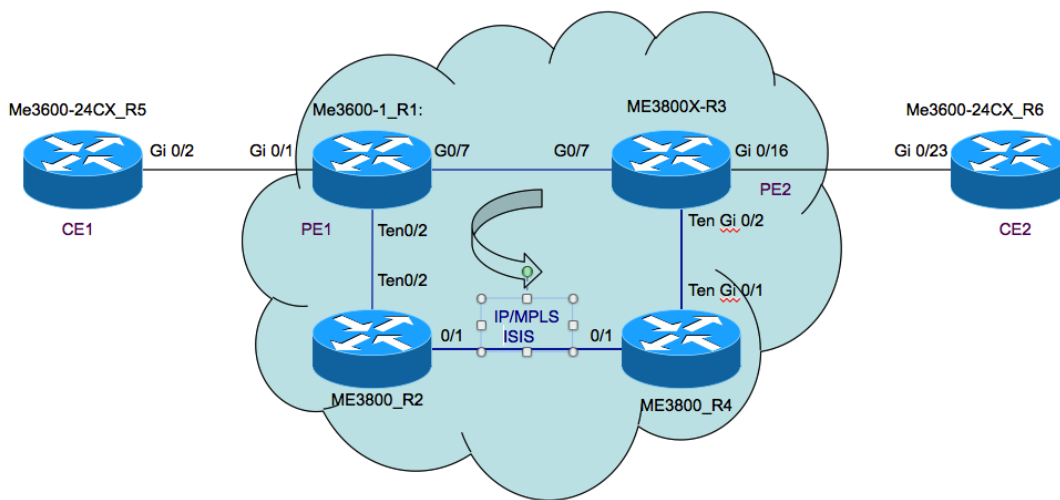 Me3600-24CX_R5
Me3600-1_R1:
ME3800X-R3
Me3600-24CX_R6
Gi 0/2
Gi 0/1
G0/7
G0/7
Gi 0/16
Gi 0/23
CE1
PE1
PE2
CE2
Ten0/2
Ten Gi 0/2
Ten0/2
Ten Gi 0/1
IP/MPLS
ISIS
0/1
0/1
ME3800_R2
ME3800_R4